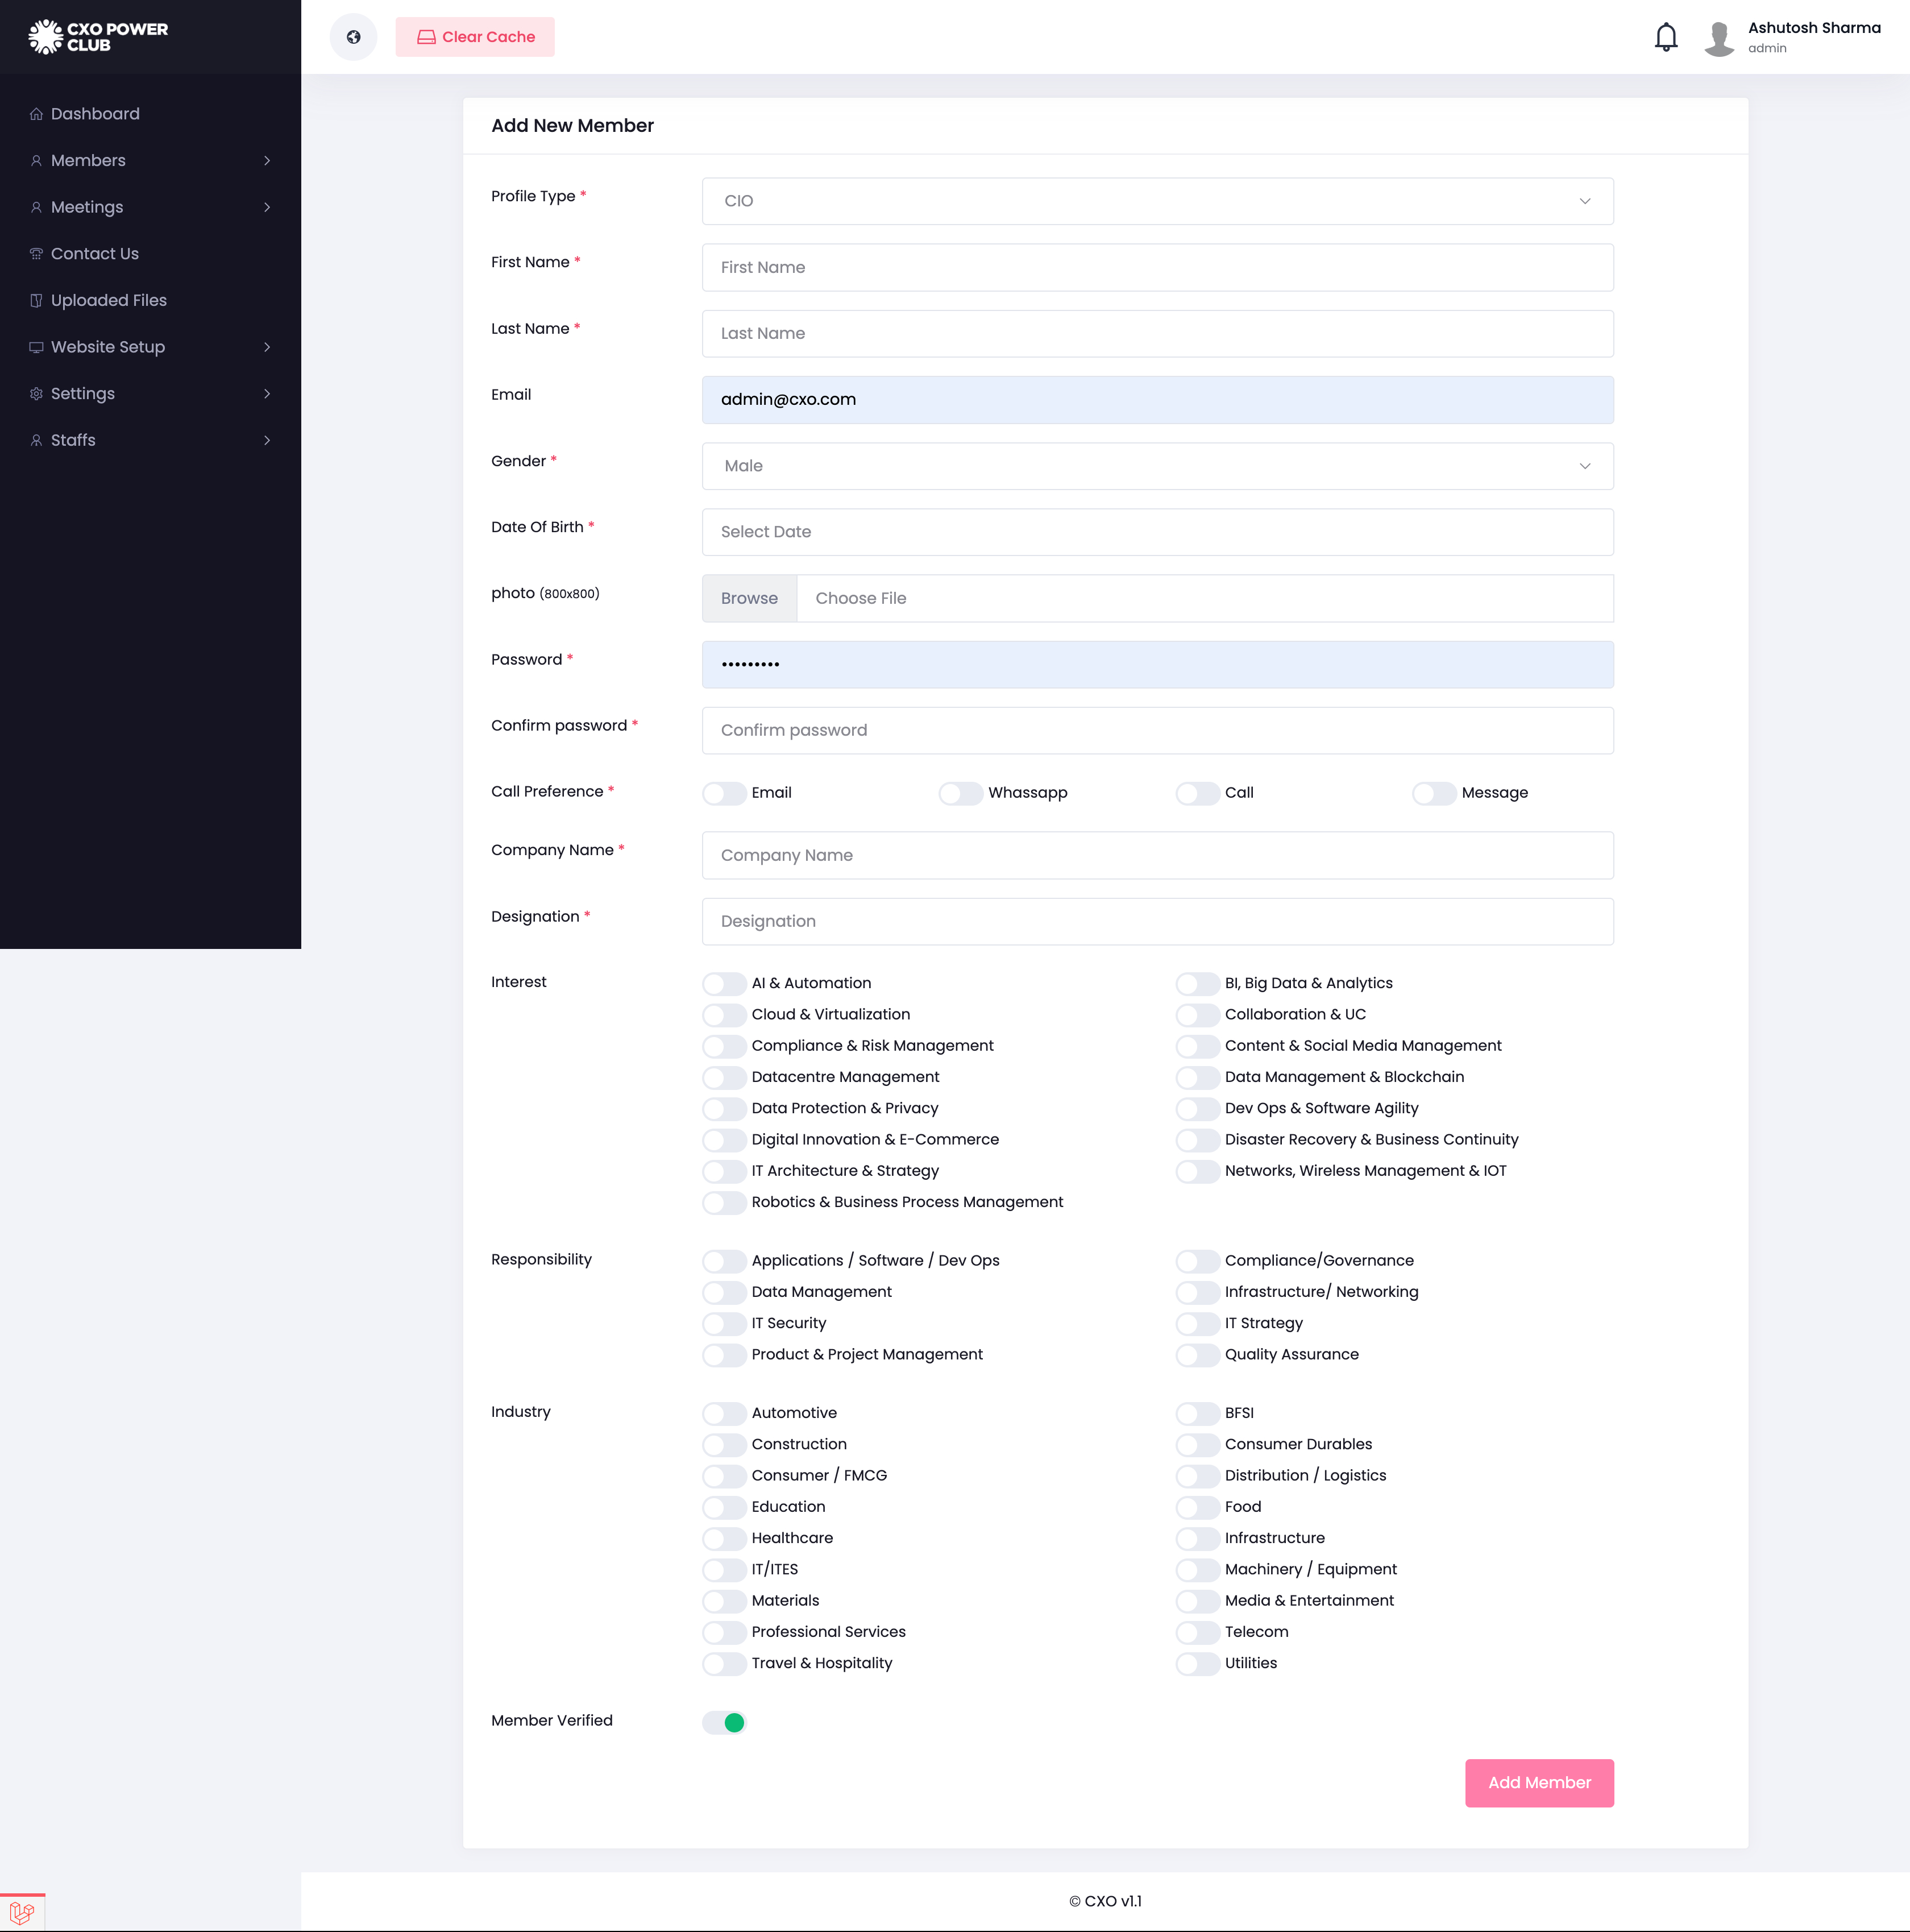 CXO POWER
CLUB
Clear Cache
Ashutosh Sharma
admin
Dashboard
Members
Meetings
Contact Us
Uploaded Files
Website Setup
Settings
Staffs
Add New Member
Profile Type *
CIO
First Name *
First Name
Last Name *
Last Name
Email
admin@cxo.com
Gender *
Male
Date Of Birth *
Select Date
photo (800x800)
Browse Choose File
Password *
•••••••••
Confirm password *
Confirm password
Call Preference *
Email Whassapp Call Message
Company Name *
Company Name
Designation *
Designation
Interest
AI & Automation BI, Big Data & Analytics
Cloud & Virtualization Collaboration & UC
Compliance & Risk Management Content & Social Media Management
Datacentre Management Data Management & Blockchain
Data Protection & Privacy Dev Ops & Software Agility
Digital Innovation & E-Commerce Disaster Recovery & Business Continuity
IT Architecture & Strategy Networks, Wireless Management & IOT
Robotics & Business Process Management
Responsibility
Applications / Software / Dev Ops Compliance/Governance
Data Management Infrastructure/ Networking
IT Security IT Strategy
Product & Project Management Quality Assurance
Industry
Automotive BFSI
Construction Consumer Durables
Consumer / FMCG Distribution / Logistics
Education Food
Healthcare Infrastructure
IT/ITES Machinery / Equipment
Materials Media & Entertainment
Professional Services Telecom
Travel & Hospitality Utilities
Member Verified
Add Member
© CXO v1.1